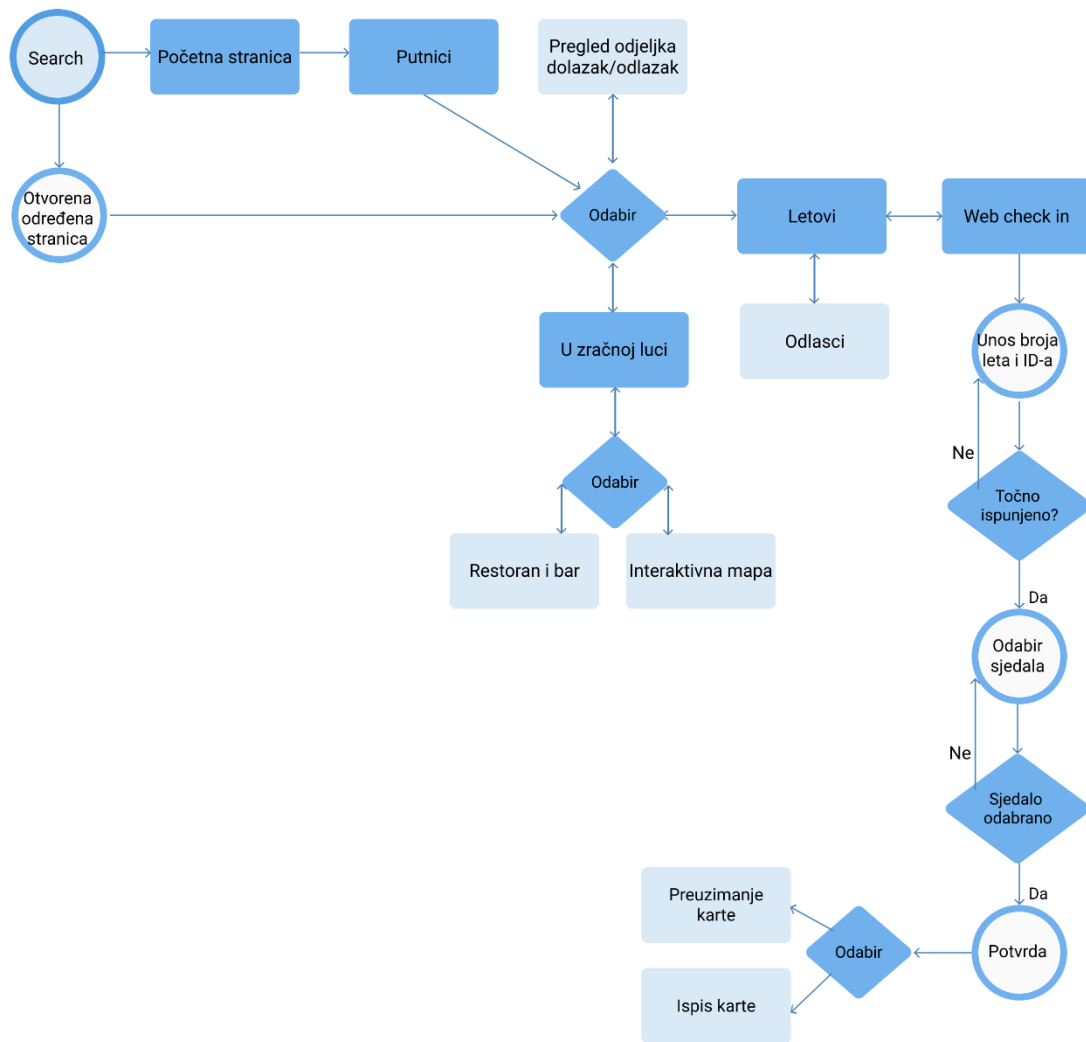 Search
Početna stranica
Putnici
Pregled odjeljka
dolazak/odlazak
Otvorena
određena
stranica
Odabir
Letovi
Web check in
U zračnoj luci
Odlasci
Unos broja
leta i ID-a
Ne
Odabir
Točno
ispunjeno?
Restoran i bar
Interaktivna mapa
Da
Odabir
sjedala
Ne
Sjedalo
odabrano
Da
Preuzimanje
karte
Odabir
Potvrda
Ispis karte